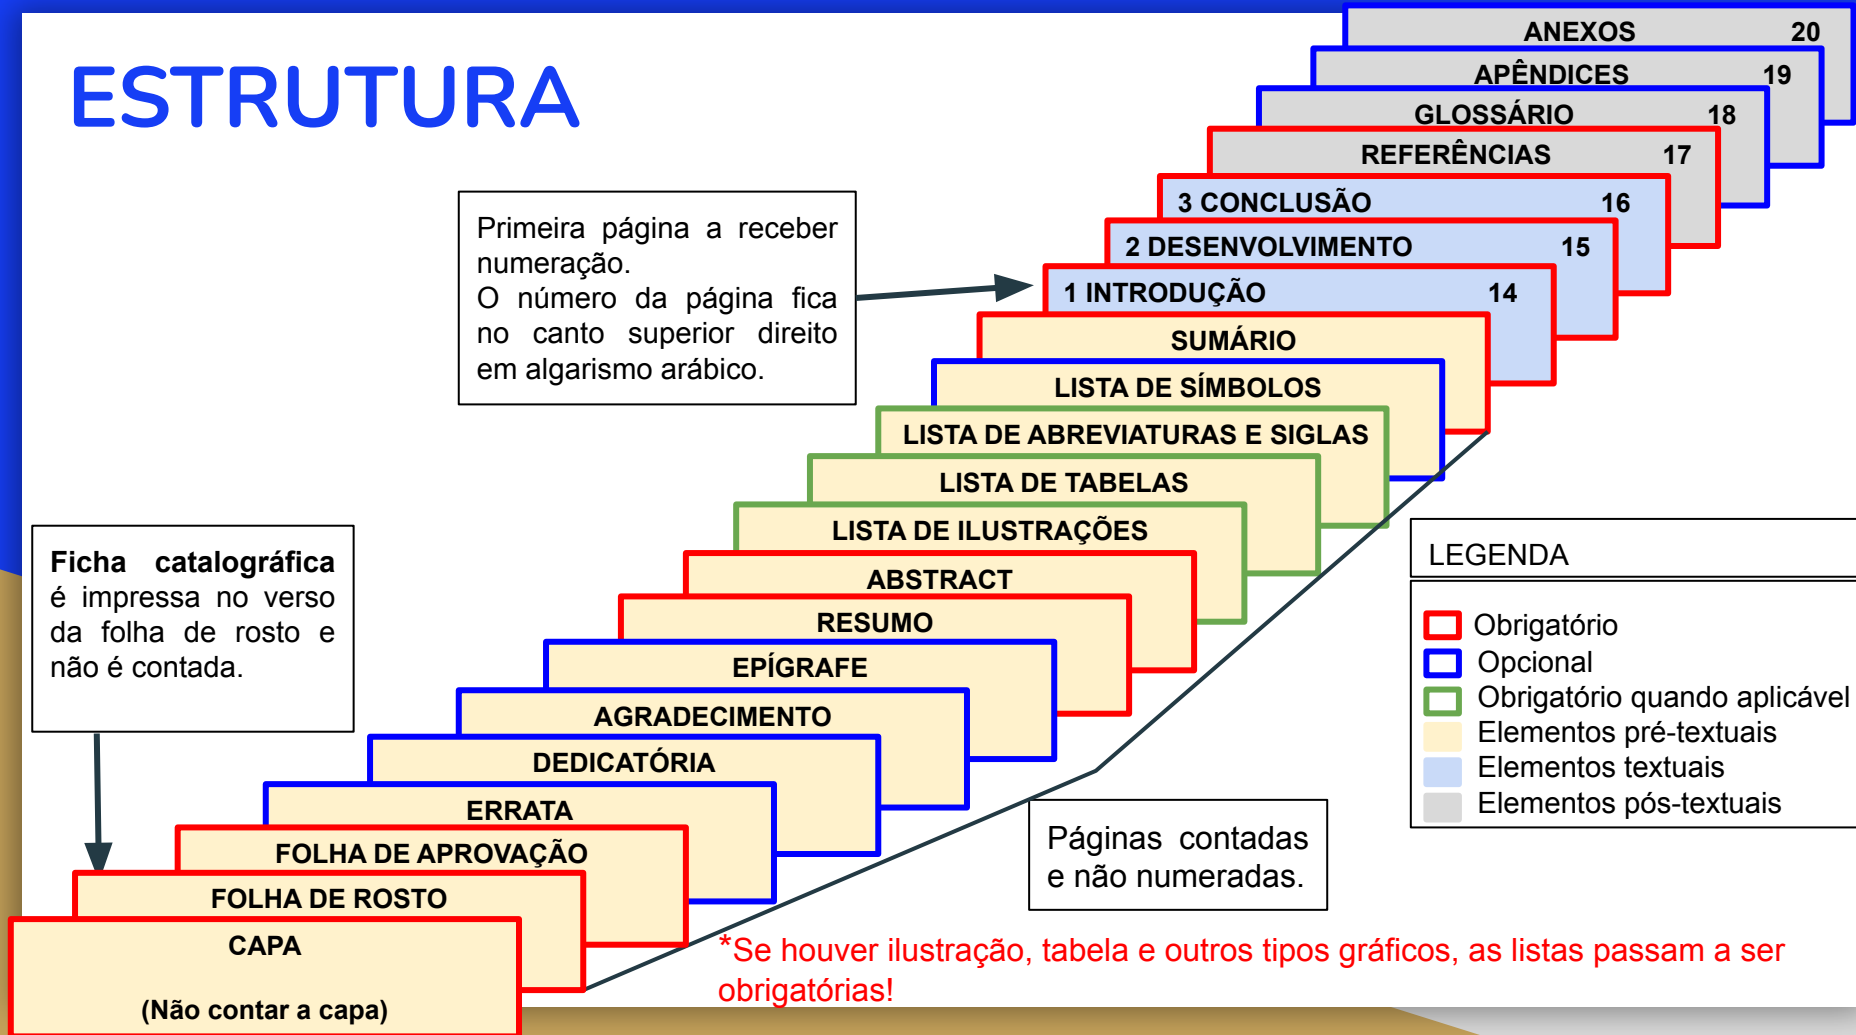 ESTRUTURA
ANEXOS 20
APÊNDICES 19
GLOSSÁRIO 18
REFERÊNCIAS 17
3 CONCLUSÃO 16
2 DESENVOLVIMENTO 15
1 INTRODUÇÃO 14
SUMÁRIO
LISTA DE SÍMBOLOS
LISTA DE ABREVIATURAS E SIGLAS
LISTA DE TABELAS
LISTA DE ILUSTRAÇÕES
ABSTRACT
RESUMO
EPÍGRAFE
AGRADECIMENTO
DEDICATÓRIA
ERRATA
FOLHA DE APROVAÇÃO
FOLHA DE ROSTO
CAPA
(Não contar a capa)
Primeira página a receber
numeração.
O número da página fica
no canto superior direito
em algarismo arábico.
Ficha catalográfica
é impressa no verso
da folha de rosto e
não é contada.
Páginas contadas
e não numeradas.
LEGENDA
Obrigatório
Opcional
Obrigatório quando aplicável
Elementos pré-textuais
Elementos textuais
Elementos pós-textuais
*Se houver ilustração, tabela e outros tipos gráficos, as listas passam a ser
obrigatórias!